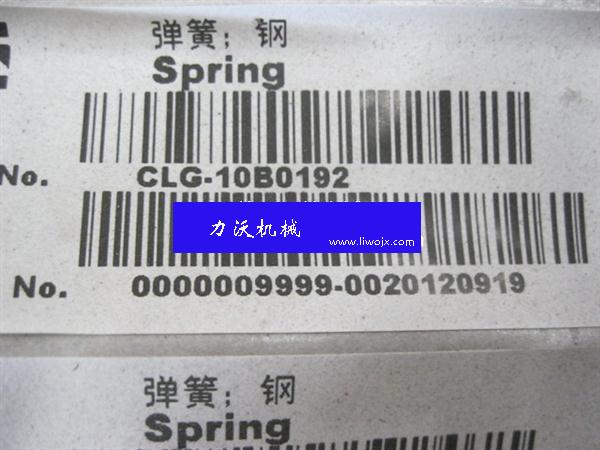 弹簧；钢
Spring
No. CLG-10B0192
力沃机械
www.liwojx.com
No. 0000009999-0020120919
弹簧；钢
Spring